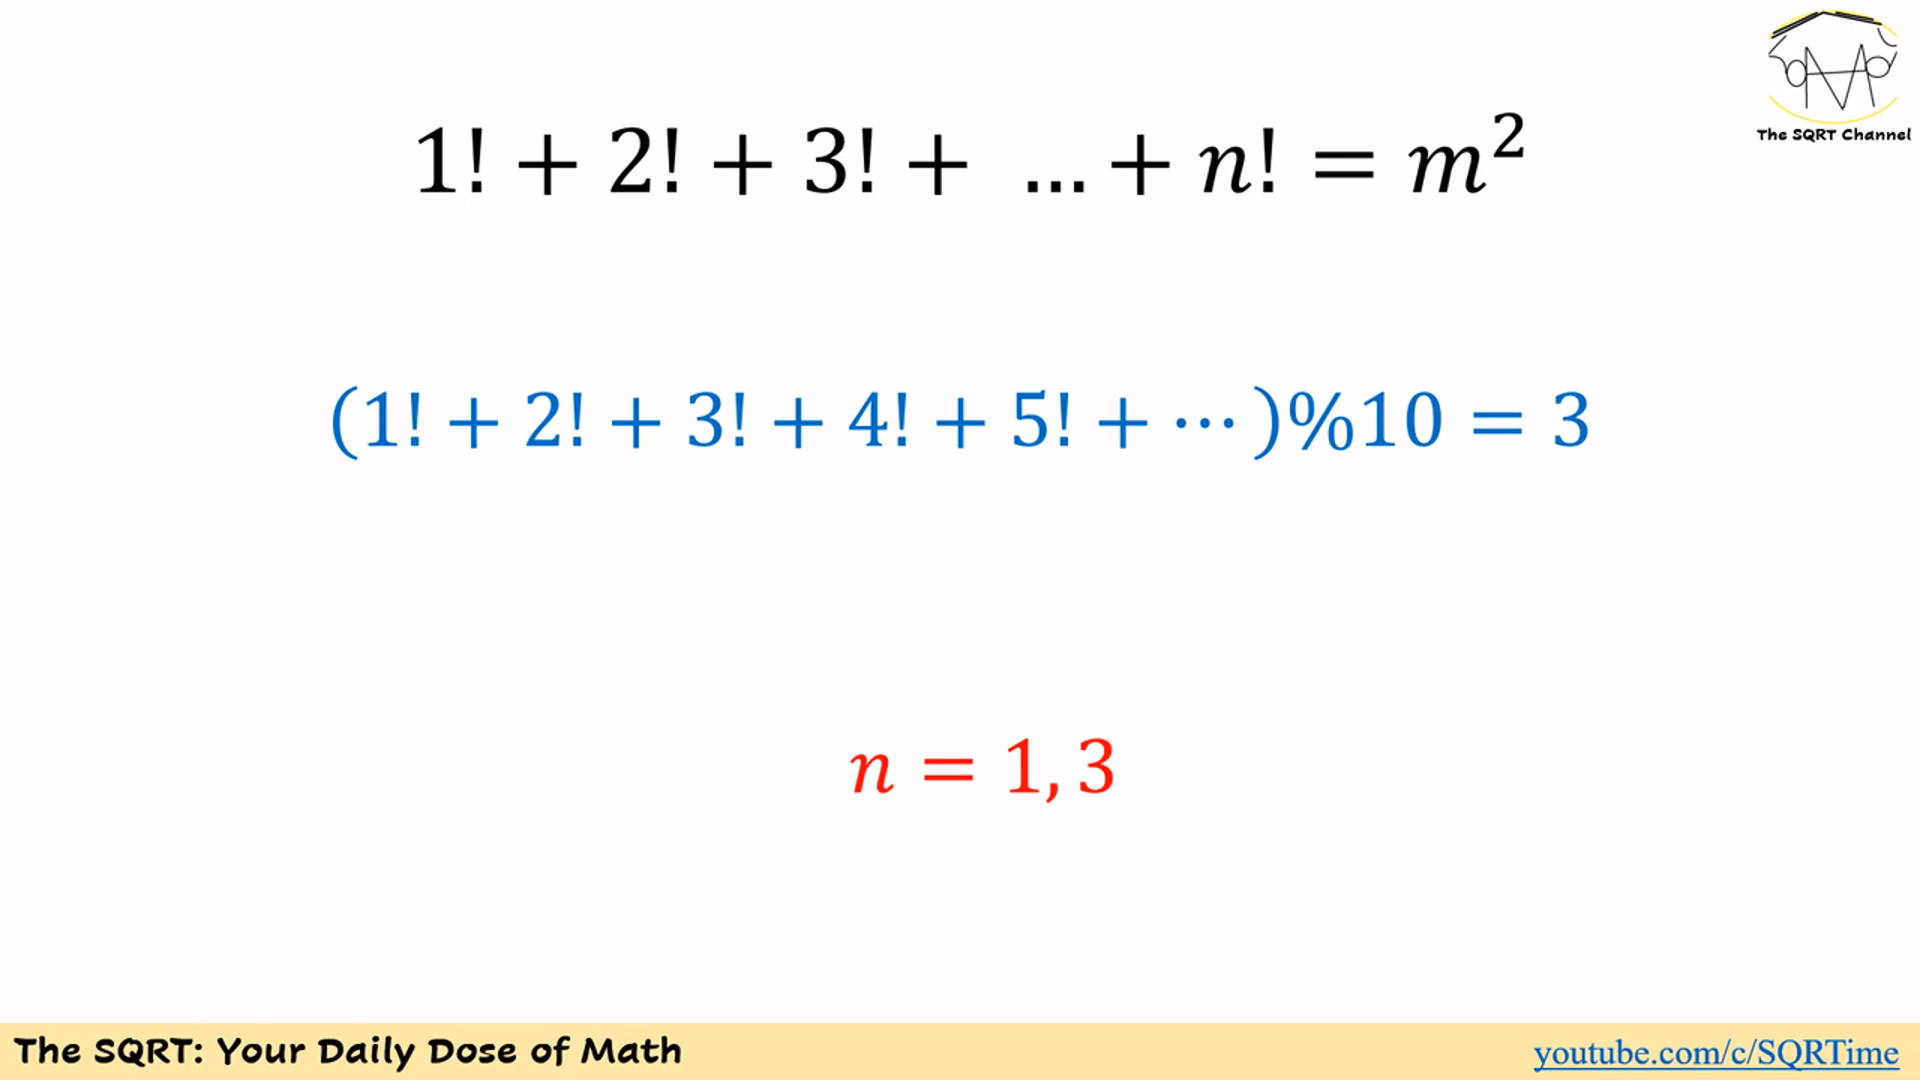 1! + 2! + 3! + ... + n! = m²
The SQRT Channel
(1! + 2! + 3! + 4! + 5! + ⋯ )%10 = 3
n = 1, 3
The SQRT: Your Daily Dose of Math
youtube.com/c/SQRTime